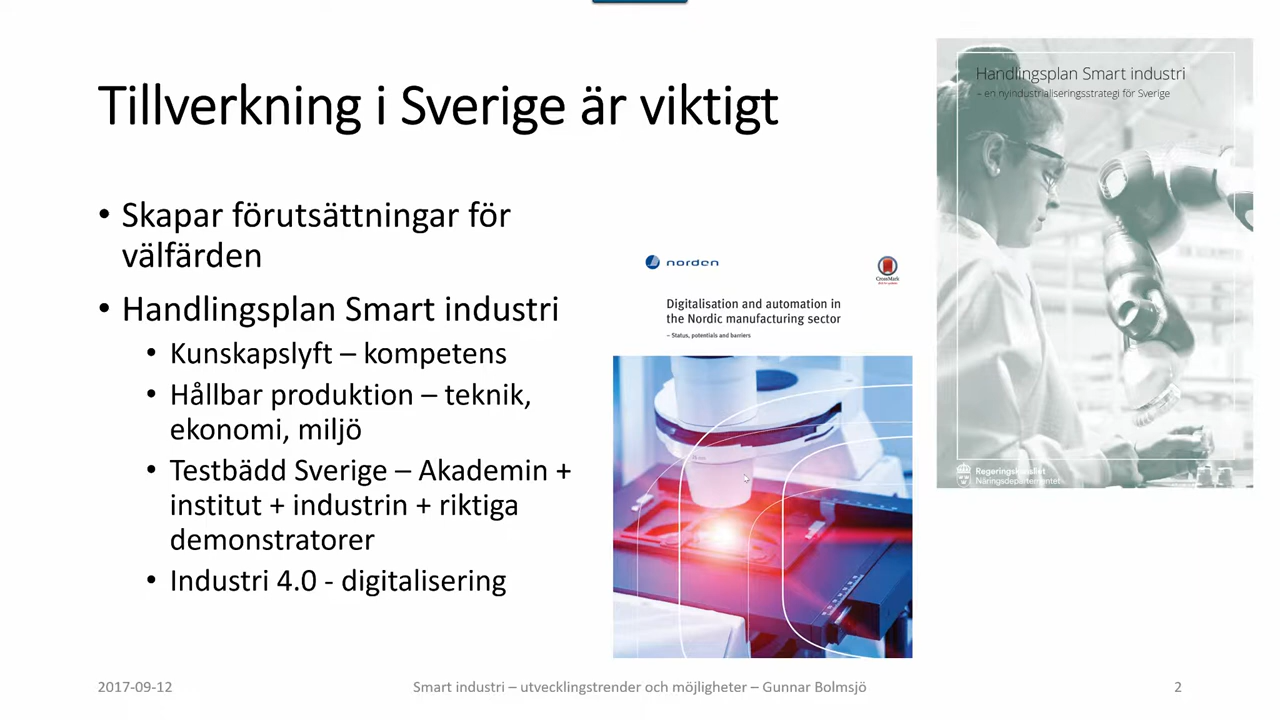 Tillverkning i Sverige är viktigt
• Skapar förutsättningar för
välfärden
• Handlingsplan Smart industri
• Kunskapslyft – kompetens
• Hållbar produktion – teknik,
ekonomi, miljö
• Testbädd Sverige – Akademin +
institut + industrin + riktiga
demonstratorer
• Industri 4.0 - digitalisering
norden
CrossMark
Digitalisation and automation in
the Nordic manufacturing sector
– Status, potentials and barriers
Handlingsplan Smart industri
– en nyindustrialiseringsstrategi för Sverige
Regeringskansliet
Näringsdepartementet
2017-09-12
Smart industri – utvecklingstrender och möjligheter – Gunnar Bolmsjö
2